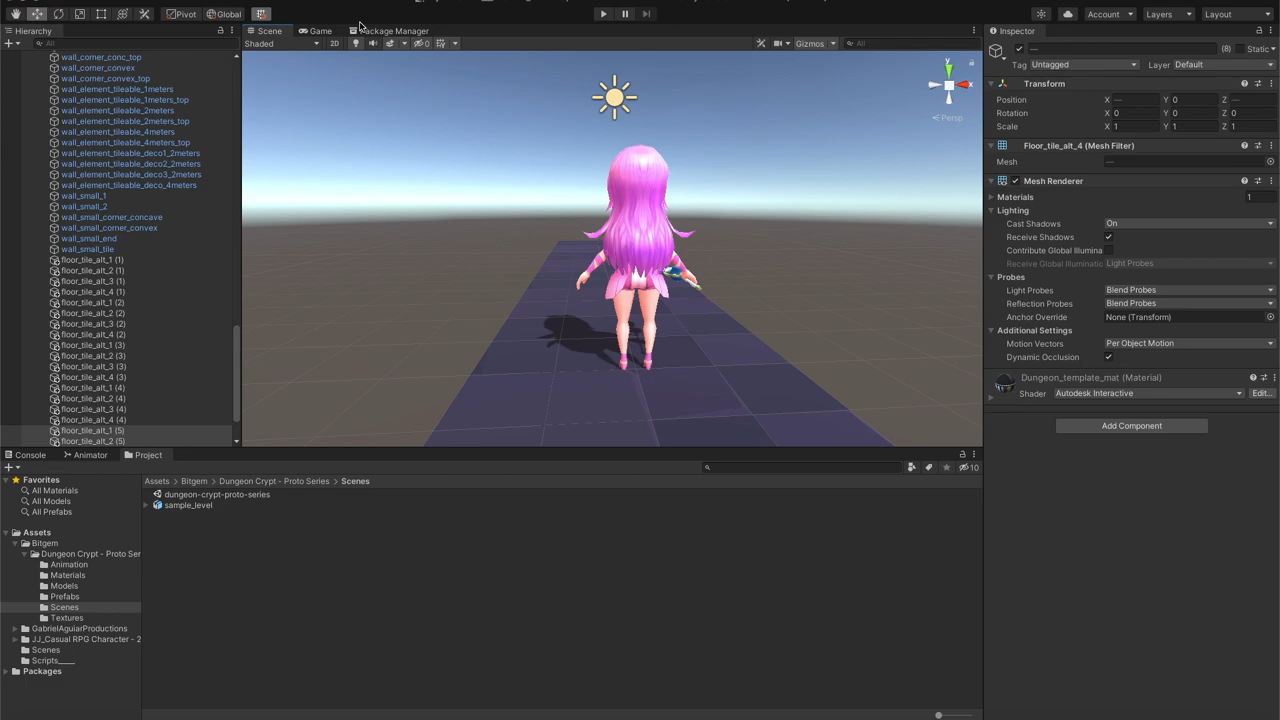 Pivot Global Account Layers Layout
Hierarchy Scene Game Package Manager Inspector
All Shaded 2D 0 Gizmos All
— (8) Static
Tag Untagged Layer Default
Transform
Position X — Y 0 Z —
Rotation X 0 Y 0 Z 0
Scale X 1 Y 1 Z 1
Floor_tile_alt_4 (Mesh Filter)
Mesh —
Mesh Renderer
Materials 1
Lighting
Cast Shadows On
Receive Shadows
Contribute Global Illumina
Receive Global Illuminatic Light Probes
Probes
Light Probes Blend Probes
Reflection Probes Blend Probes
Anchor Override None (Transform)
Additional Settings
Motion Vectors Per Object Motion
Dynamic Occlusion
Dungeon_template_mat (Material)
Shader Autodesk Interactive Edit...
Add Component
y
x
Persp
wall_corner_conc_top
wall_corner_convex
wall_corner_convex_top
wall_element_tileable_1meters
wall_element_tileable_1meters_top
wall_element_tileable_2meters
wall_element_tileable_2meters_top
wall_element_tileable_4meters
wall_element_tileable_4meters_top
wall_element_tileable_deco1_2meters
wall_element_tileable_deco2_2meters
wall_element_tileable_deco3_2meters
wall_element_tileable_deco_4meters
wall_small_1
wall_small_2
wall_small_corner_concave
wall_small_corner_convex
wall_small_end
wall_small_tile
floor_tile_alt_1 (1)
floor_tile_alt_2 (1)
floor_tile_alt_3 (1)
floor_tile_alt_4 (1)
floor_tile_alt_1 (2)
floor_tile_alt_2 (2)
floor_tile_alt_3 (2)
floor_tile_alt_4 (2)
floor_tile_alt_1 (3)
floor_tile_alt_2 (3)
floor_tile_alt_3 (3)
floor_tile_alt_4 (3)
floor_tile_alt_1 (4)
floor_tile_alt_2 (4)
floor_tile_alt_3 (4)
floor_tile_alt_4 (4)
floor_tile_alt_1 (5)
floor_tile_alt_2 (5)
Console Animator Project
10
Favorites
All Materials
All Models
All Prefabs
Assets
Bitgem
Dungeon Crypt - Proto Ser
Animation
Materials
Models
Prefabs
Scenes
Textures
GabrielAguiarProductions
JJ_Casual RPG Character - 2
Scenes
Scripts____
Packages
Assets Bitgem Dungeon Crypt - Proto Series Scenes
dungeon-crypt-proto-series
sample_level